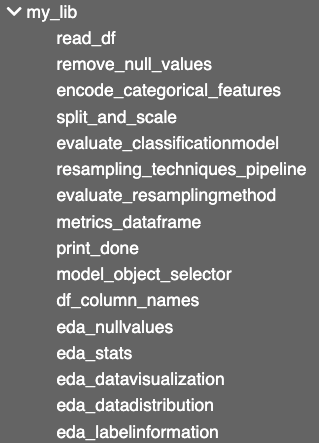 my_lib
read_df
remove_null_values
encode_categorical_features
split_and_scale
evaluate_classificationmodel
resampling_techniques_pipeline
evaluate_resamplingmethod
metrics_dataframe
print_done
model_object_selector
df_column_names
eda_nullvalues
eda_stats
eda_datavisualization
eda_datadistribution
eda_labelinformation